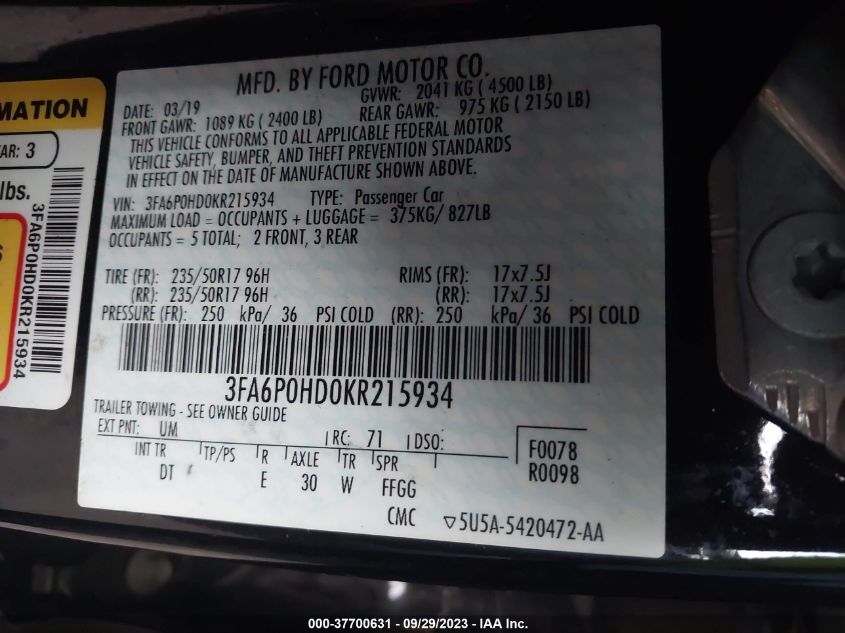 MFD. BY FORD MOTOR CO.
DATE: 03/19 GVWR: 2041 KG ( 4500 LB)
FRONT GAWR: 1089 KG ( 2400 LB) REAR GAWR: 975 KG ( 2150 LB)
THIS VEHICLE CONFORMS TO ALL APPLICABLE FEDERAL MOTOR
VEHICLE SAFETY, BUMPER, AND THEFT PREVENTION STANDARDS
IN EFFECT ON THE DATE OF MANUFACTURE SHOWN ABOVE.
VIN: 3FA6P0HD0KR215934 TYPE: Passenger Car
MAXIMUM LOAD = OCCUPANTS + LUGGAGE = 375KG/ 827LB
OCCUPANTS = 5 TOTAL; 2 FRONT, 3 REAR
TIRE (FR): 235/50R17 96H RIMS (FR): 17x7.5J
(RR): 235/50R17 96H (RR): 17x7.5J
PRESSURE (FR): 250 kPa/ 36 PSI COLD (RR): 250 kPa/ 36 PSI COLD
3FA6P0HD0KR215934
TRAILER TOWING - SEE OWNER GUIDE
EXT PNT: UM RC: 71 DSO: F0078
INT TR TP/PS R AXLE TR SPR R0098
DT E 30 W FFGG
CMC ▽5U5A-5420472-AA
MATION
AR: 3
lbs.
3FA6P0HD0KR215934
000-37700631 - 09/29/2023 - © IAA Inc.